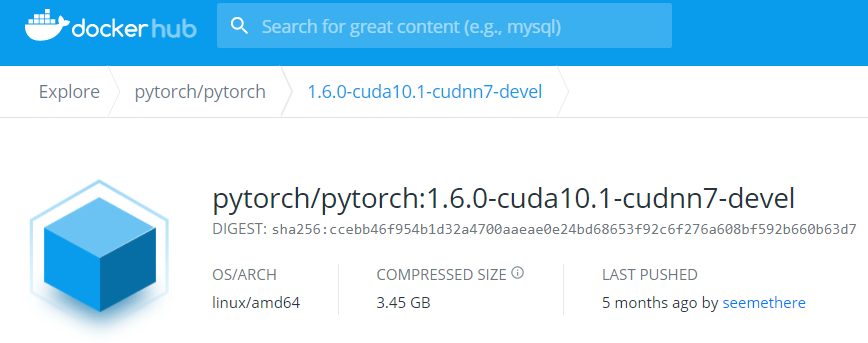 docker hub
Search for great content (e.g., mysql)
Explore pytorch/pytorch 1.6.0-cuda10.1-cudnn7-devel
pytorch/pytorch:1.6.0-cuda10.1-cudnn7-devel
DIGEST: sha256:ccebb46f954b1d32a4700aaeae0e24bd68653f92c6f276a608bf592b660b63d7
OS/ARCH COMPRESSED SIZE LAST PUSHED
linux/amd64 3.45 GB 5 months ago by seemethere